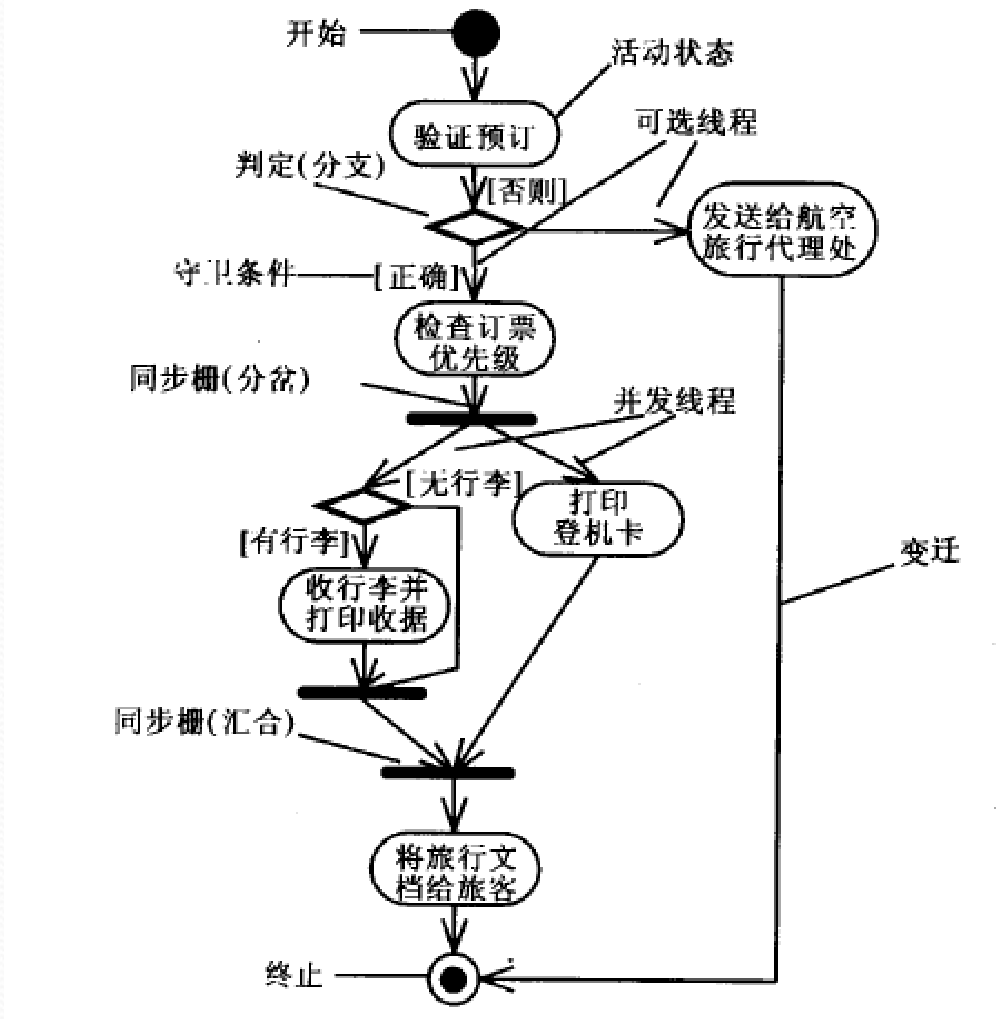 开始
活动状态
验证预订
可选线程
判定(分支)
[否则]
发送给航空
旅行代理处
条件
[正确]
检查订票
优先级
同步栅(分岔)
并发线程
[无行李]
打印
登机卡
[有行李]
变迁
收行李并
打印收据
同步栅(汇合)
将旅行文
档给旅客
终止